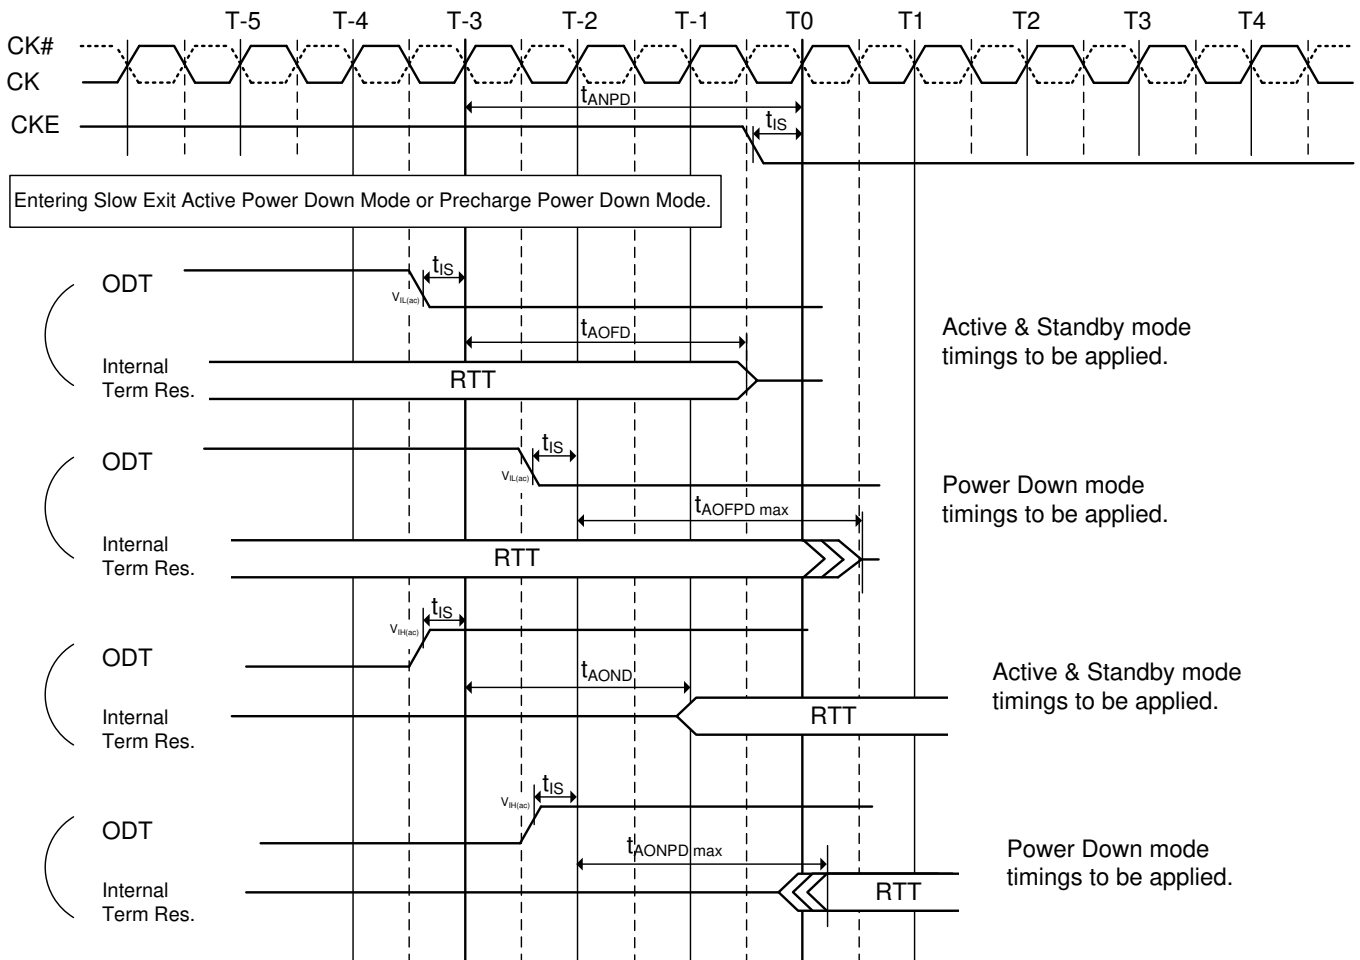 T-5 T-4 T-3 T-2 T-1 T0 T1 T2 T3 T4
CK#
CK
tANPD
CKE
tIS
Entering Slow Exit Active Power Down Mode or Precharge Power Down Mode.
ODT
tIS
VIL(ac)
tAOFD
Active & Standby mode
timings to be applied.
Internal
Term Res.
RTT
ODT
tIS
VIL(ac)
tAOFPD max
Power Down mode
timings to be applied.
Internal
Term Res.
RTT
tIS
VIH(ac)
ODT
tAOND
Active & Standby mode
timings to be applied.
Internal
Term Res.
RTT
tIS
VIH(ac)
ODT
tAONPD max
Power Down mode
timings to be applied.
Internal
Term Res.
RTT